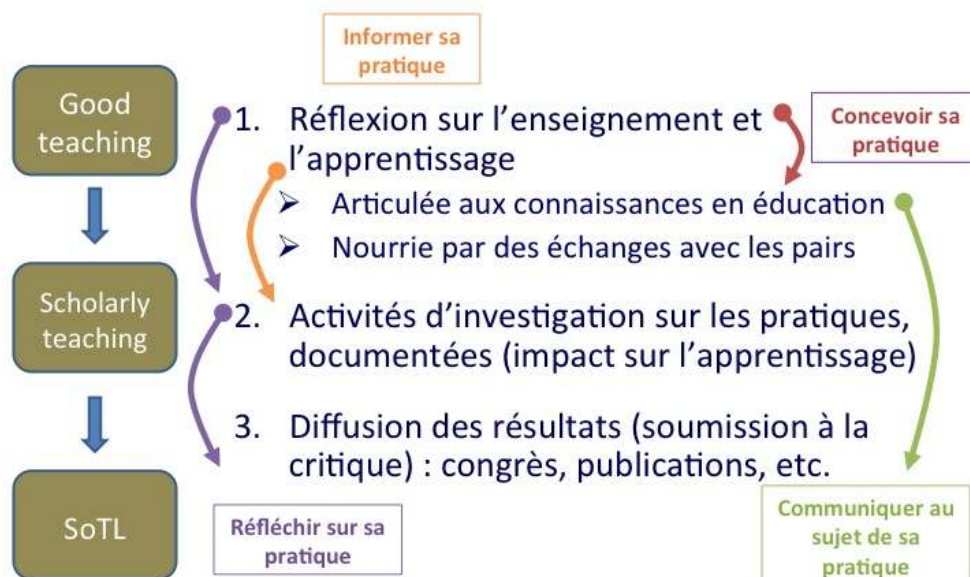 Informer sa
pratique
Good
teaching
1. Réflexion sur l'enseignement et
l'apprentissage
Concevoir sa
pratique
➢ Articulée aux connaissances en éducation
➢ Nourrie par des échanges avec les pairs
Scholarly
teaching
2. Activités d'investigation sur les pratiques,
documentées (impact sur l'apprentissage)
3. Diffusion des résultats (soumission à la
critique) : congrès, publications, etc.
SoTL
Réfléchir sur sa
pratique
Communiquer au
sujet de sa
pratique